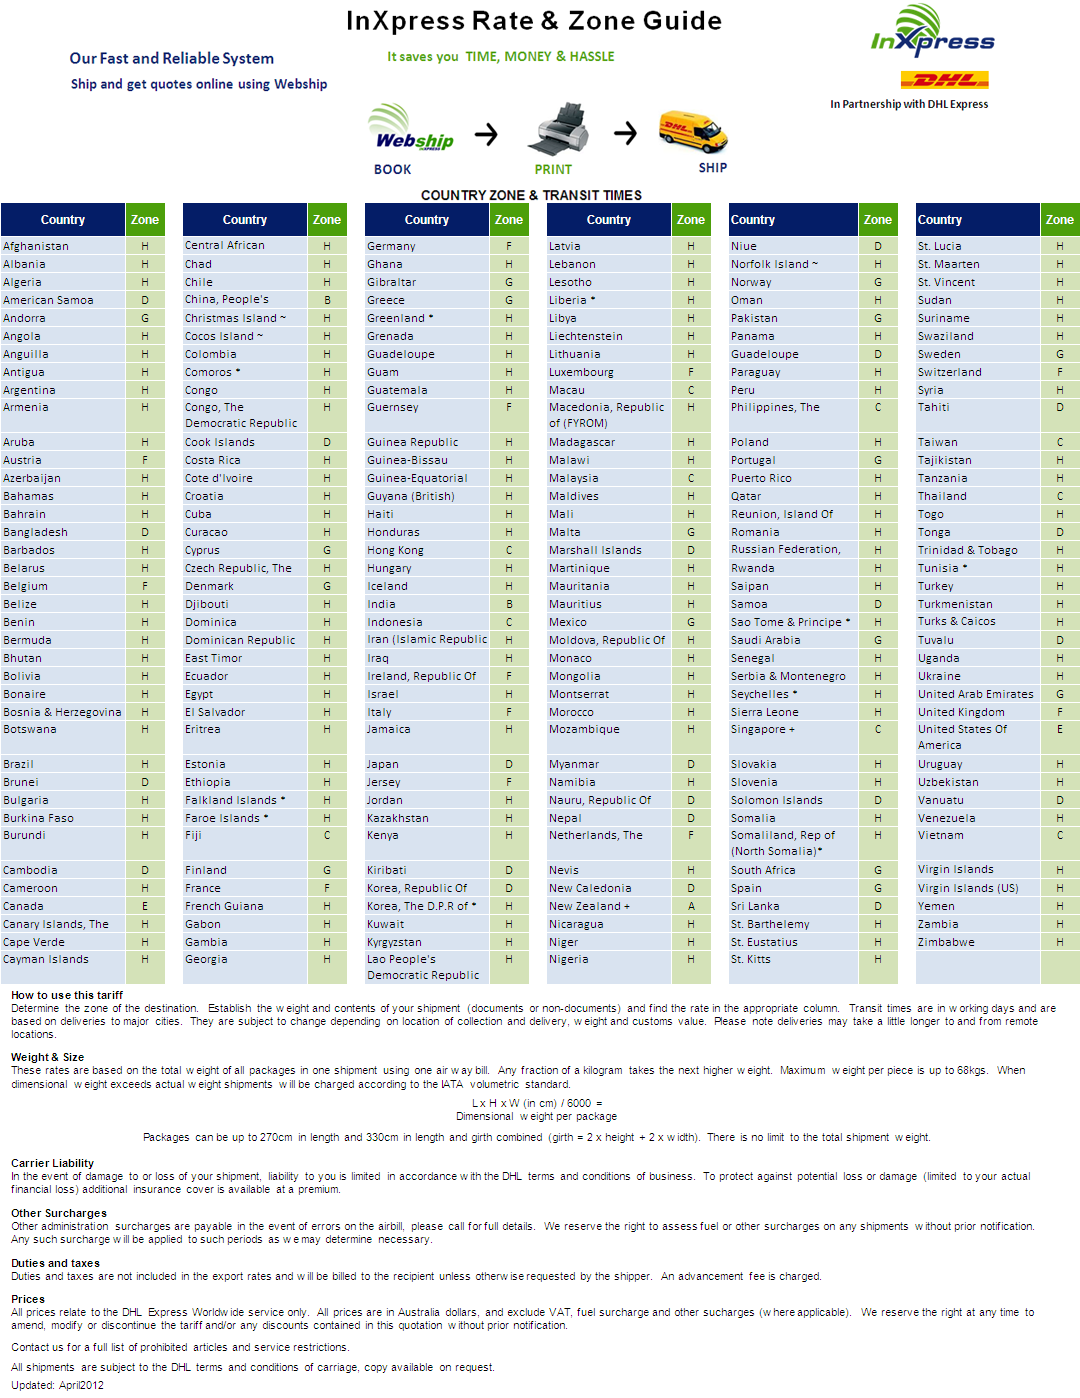 InXpress Rate & Zone Guide
InXpress
Our Fast and Reliable System
It saves you TIME, MONEY & HASSLE
DHL
Ship and get quotes online using Webship
In Partnership with DHL Express
Webship
INXPRESS
DHL
BOOK
PRINT
SHIP
COUNTRY ZONE & TRANSIT TIMES
Country Zone Country Zone Country Zone Country Zone Country Zone Country Zone
Afghanistan H Central African H Germany F Latvia H Niue D St. Lucia H
Albania H Chad H Ghana H Lebanon H Norfolk Island ~ H St. Maarten H
Algeria H Chile H Gibraltar G Lesotho H Norway G St. Vincent H
American Samoa D China, People's B Greece G Liberia * H Oman H Sudan H
Andorra G Christmas Island ~ H Greenland * H Libya H Pakistan G Suriname H
Angola H Cocos Island ~ H Grenada H Liechtenstein H Panama H Swaziland H
Anguilla H Colombia H Guadeloupe H Lithuania H Guadeloupe D Sweden G
Antigua H Comoros * H Guam H Luxembourg F Paraguay H Switzerland F
Argentina H Congo H Guatemala H Macau C Peru H Syria H
Armenia H Congo, The H Guernsey F Macedonia, Republic H Philippines, The C Tahiti D
Democratic Republic of (FYROM)
Aruba H Cook Islands D Guinea Republic H Madagascar H Poland H Taiwan C
Austria F Costa Rica H Guinea-Bissau H Malawi H Portugal G Tajikistan H
Azerbaijan H Cote d'Ivoire H Guinea-Equatorial H Malaysia C Puerto Rico H Tanzania H
Bahamas H Croatia H Guyana (British) H Maldives H Qatar H Thailand C
Bahrain H Cuba H Haiti H Mali H Reunion, Island Of H Togo H
Bangladesh D Curacao H Honduras H Malta G Romania H Tonga D
Barbados H Cyprus G Hong Kong C Marshall Islands D Russian Federation, H Trinidad & Tobago H
Belarus H Czech Republic, The H Hungary H Martinique H Rwanda H Tunisia * H
Belgium F Denmark G Iceland H Mauritania H Saipan H Turkey H
Belize H Djibouti H India B Mauritius H Samoa D Turkmenistan H
Benin H Dominica H Indonesia C Mexico G Sao Tome & Principe * H Turks & Caicos H
Bermuda H Dominican Republic H Iran (Islamic Republic H Moldova, Republic Of H Saudi Arabia G Tuvalu D
Bhutan H East Timor H Iraq H Monaco H Senegal H Uganda H
Bolivia H Ecuador H Ireland, Republic Of F Mongolia H Serbia & Montenegro H Ukraine H
Bonaire H Egypt H Israel H Montserrat H Seychelles * H United Arab Emirates G
Bosnia & Herzegovina H El Salvador H Italy F Morocco H Sierra Leone H United Kingdom F
Botswana H Eritrea H Jamaica H Mozambique H Singapore + C United States Of E
America
Brazil H Estonia H Japan D Myanmar D Slovakia H Uruguay H
Brunei D Ethiopia H Jersey F Namibia H Slovenia H Uzbekistan H
Bulgaria H Falkland Islands * H Jordan H Nauru, Republic Of D Solomon Islands D Vanuatu D
Burkina Faso H Faroe Islands * H Kazakhstan H Nepal D Somalia H Venezuela H
Burundi H Fiji C Kenya H Netherlands, The F Somaliland, Rep of H Vietnam C
(North Somalia)*
Cambodia D Finland G Kiribati D Nevis H South Africa G Virgin Islands H
Cameroon H France F Korea, Republic Of D New Caledonia D Spain G Virgin Islands (US) H
Canada E French Guiana H Korea, The D.P.R of * H New Zealand + A Sri Lanka D Yemen H
Canary Islands, The H Gabon H Kuwait H Nicaragua H St. Barthelemy H Zambia H
Cape Verde H Gambia H Kyrgyzstan H Niger H St. Eustatius H Zimbabwe H
Cayman Islands H Georgia H Lao People's H Nigeria H St. Kitts H
Democratic Republic
How to use this tariff
Determine the zone of the destination. Establish the weight and contents of your shipment (documents or non-documents) and find the rate in the appropriate column. Transit times are in working days and are
based on deliveries to major cities. They are subject to change depending on location of collection and delivery, weight and customs value. Please note deliveries may take a little longer to and from remote
locations.
Weight & Size
These rates are based on the total weight of all packages in one shipment using one air way bill. Any fraction of a kilogram takes the next higher weight. Maximum weight per piece is up to 68kgs. When
dimensional weight exceeds actual weight shipments will be charged according to the IATA volumetric standard.
L x H x W (in cm) / 6000 =
Dimensional weight per package
Packages can be up to 270cm in length and 330cm in length and girth combined (girth = 2 x height + 2 x width). There is no limit to the total shipment weight.
Carrier Liability
In the event of damage to or loss of your shipment, liability to you is limited in accordance with the DHL terms and conditions of business. To protect against potential loss or damage (limited to your actual
financial loss) additional insurance cover is available at a premium.
Other Surcharges
Other administration surcharges are payable in the event of errors on the airbill, please call for full details. We reserve the right to assess fuel or other surcharges on any shipments without prior notification.
Any such surcharge will be applied to such periods as we may determine necessary.
Duties and taxes
Duties and taxes are not included in the export rates and will be billed to the recipient unless otherwise requested by the shipper. An advancement fee is charged.
Prices
All prices relate to the DHL Express Worldwide service only. All prices are in Australia dollars, and exclude VAT, fuel surcharge and other sucharges (where applicable). We reserve the right at any time to
amend, modify or discontinue the tariff and/or any discounts contained in this quotation without prior notification.
Contact us for a full list of prohibited articles and service restrictions.
All shipments are subject to the DHL terms and conditions of carriage, copy available on request.
Updated: April2012